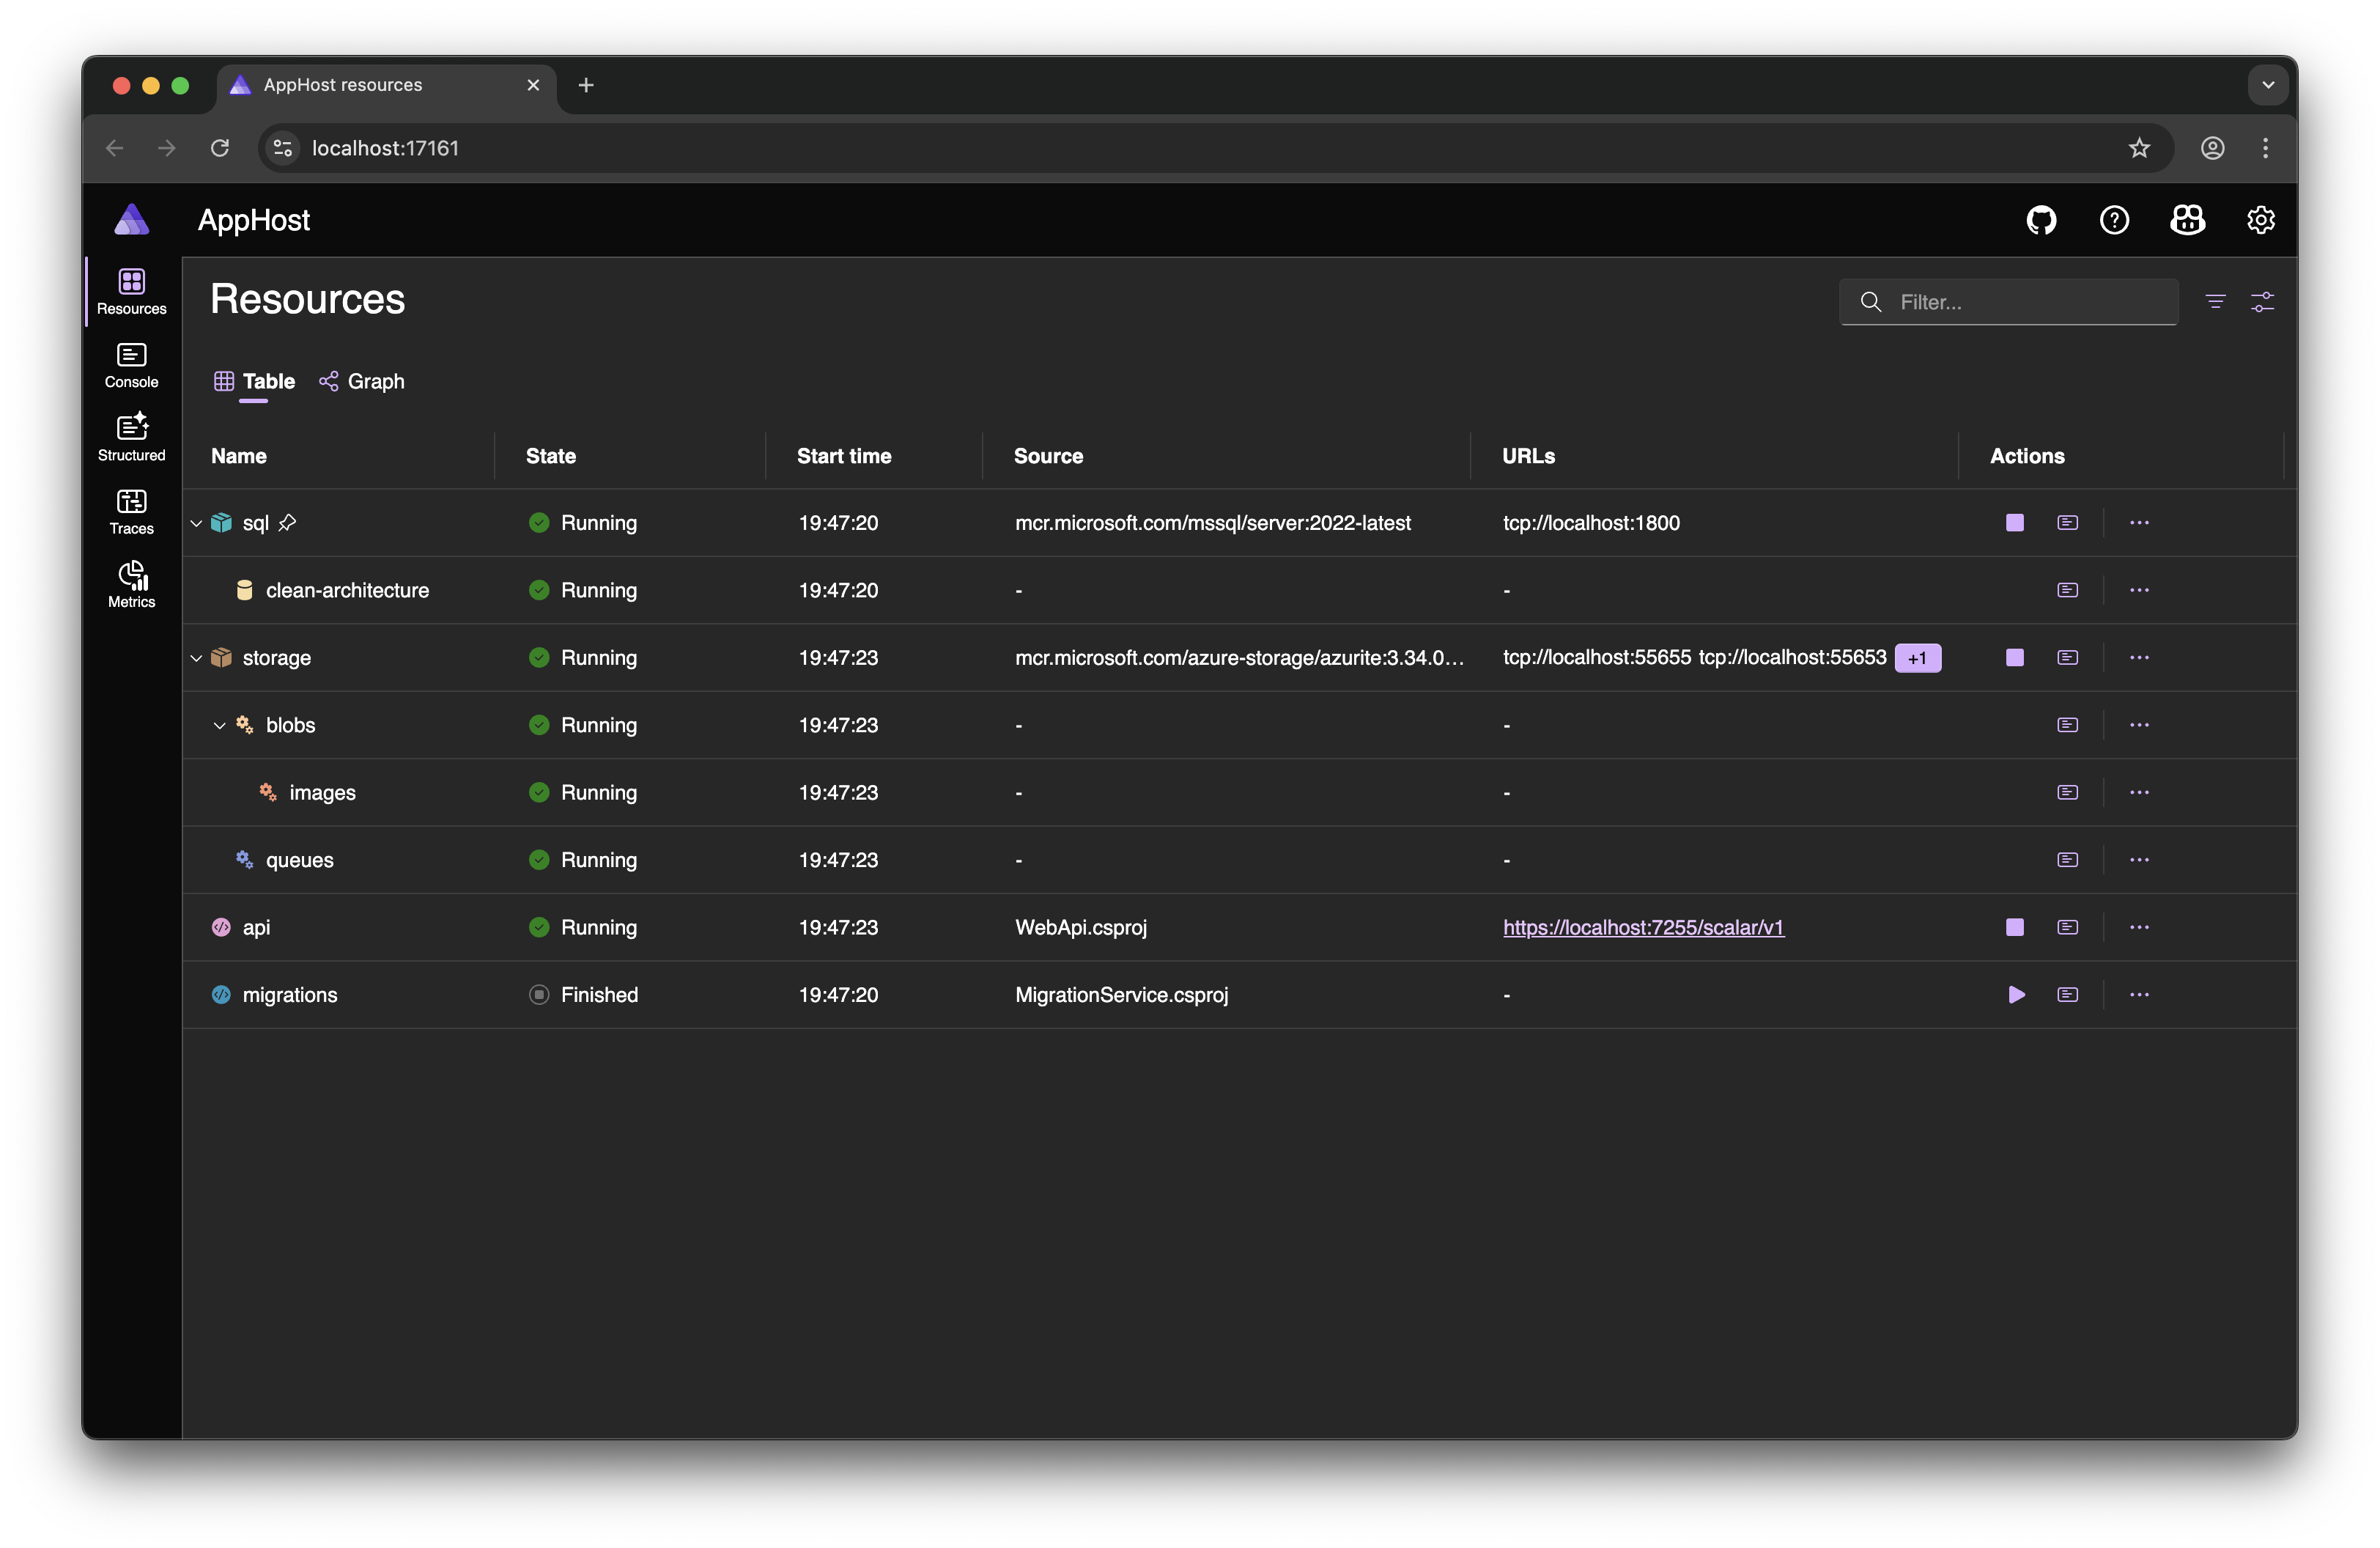 AppHost resources
localhost:17161
AppHost
Resources
Console
Structured
Traces
Metrics
Resources
Filter...
Table Graph
Name State Start time Source URLs Actions
sql Running 19:47:20 mcr.microsoft.com/mssql/server:2022-latest tcp://localhost:1800
clean-architecture Running 19:47:20 - -
storage Running 19:47:23 mcr.microsoft.com/azure-storage/azurite:3.34.0... tcp://localhost:55655 tcp://localhost:55653 +1
blobs Running 19:47:23 - -
images Running 19:47:23 - -
queues Running 19:47:23 - -
api Running 19:47:23 WebApi.csproj https://localhost:7255/scalar/v1
migrations Finished 19:47:20 MigrationService.csproj -